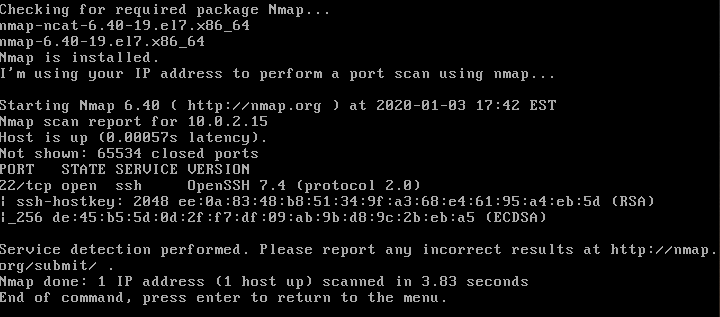 Checking for required package Nmap...
nmap-ncat-6.40-19.el7.x86_64
nmap-6.40-19.el7.x86_64
Nmap is installed.
I'm using your IP address to perform a port scan using nmap...
Starting Nmap 6.40 ( http://nmap.org ) at 2020-01-03 17:42 EST
Nmap scan report for 10.0.2.15
Host is up (0.00057s latency).
Not shown: 65534 closed ports
PORT   STATE SERVICE VERSION
22/tcp open  ssh     OpenSSH 7.4 (protocol 2.0)
| ssh-hostkey: 2048 ee:0a:83:48:b8:51:34:9f:a3:68:e4:61:95:a4:eb:5d (RSA)
|_256 de:45:b5:5d:0d:2f:f7:df:09:ab:9b:d8:9c:2b:eb:a5 (ECDSA)
Service detection performed. Please report any incorrect results at http://nmap.
org/submit/ .
Nmap done: 1 IP address (1 host up) scanned in 3.83 seconds
End of command, press enter to return to the menu.